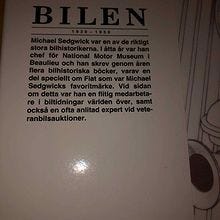 BILEN
1939-1959
Michael Sedgwick var en av de riktigt
stora bilhistorikerna. I åtta år var han
chef för National Motor Museum i
Beaulieu och han skrev genom åren
flera bilhistoriska böcker, varav en
del speciellt om Fiat som var Michael
Sedgwicks favoritmärke. Vid sidan
om detta var han en flitig medarbeta-
re i biltidningar världen över, samt
också en ofta anlitad expert vid vete-
ranbilsauktioner.